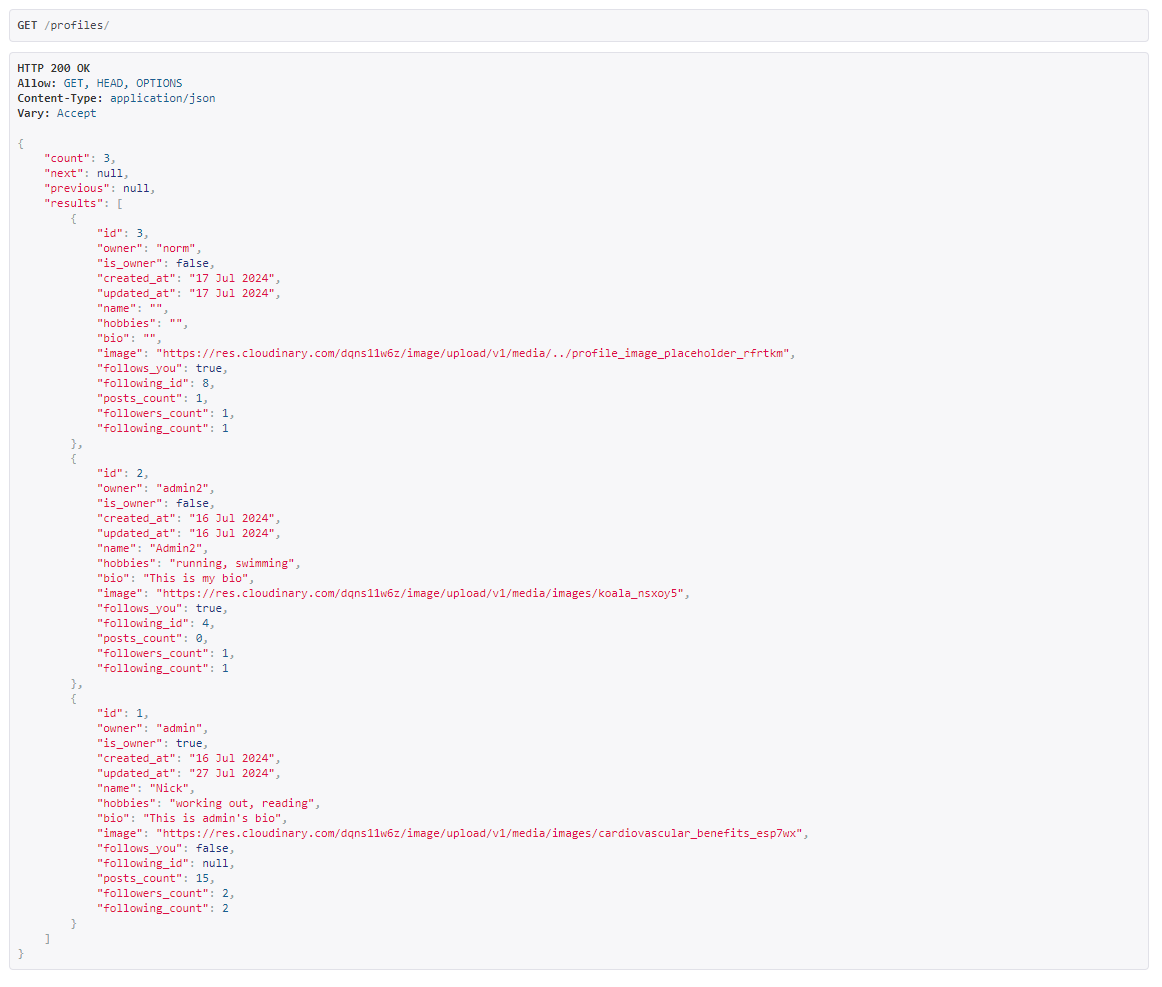 GET /profiles/
HTTP 200 OK
Allow: GET, HEAD, OPTIONS
Content-Type: application/json
Vary: Accept
{
    "count": 3,
    "next": null,
    "previous": null,
    "results": [
        {
            "id": 3,
            "owner": "norm",
            "is_owner": false,
            "created_at": "17 Jul 2024",
            "updated_at": "17 Jul 2024",
            "name": "",
            "hobbies": "",
            "bio": "",
            "image": "https://res.cloudinary.com/dqns11w6z/image/upload/v1/media/../profile_image_placeholder_rfrtkm",
            "follows_you": true,
            "following_id": 8,
            "posts_count": 1,
            "followers_count": 1,
            "following_count": 1
        },
        {
            "id": 2,
            "owner": "admin2",
            "is_owner": false,
            "created_at": "16 Jul 2024",
            "updated_at": "16 Jul 2024",
            "name": "Admin2",
            "hobbies": "running, swimming",
            "bio": "This is my bio",
            "image": "https://res.cloudinary.com/dqns11w6z/image/upload/v1/media/images/koala_nsxoy5",
            "follows_you": true,
            "following_id": 4,
            "posts_count": 0,
            "followers_count": 1,
            "following_count": 1
        },
        {
            "id": 1,
            "owner": "admin",
            "is_owner": true,
            "created_at": "16 Jul 2024",
            "updated_at": "27 Jul 2024",
            "name": "Nick",
            "hobbies": "working out, reading",
            "bio": "This is admin's bio",
            "image": "https://res.cloudinary.com/dqns11w6z/image/upload/v1/media/images/cardiovascular_benefits_esp7wx",
            "follows_you": false,
            "following_id": null,
            "posts_count": 15,
            "followers_count": 2,
            "following_count": 2
        }
    ]
}